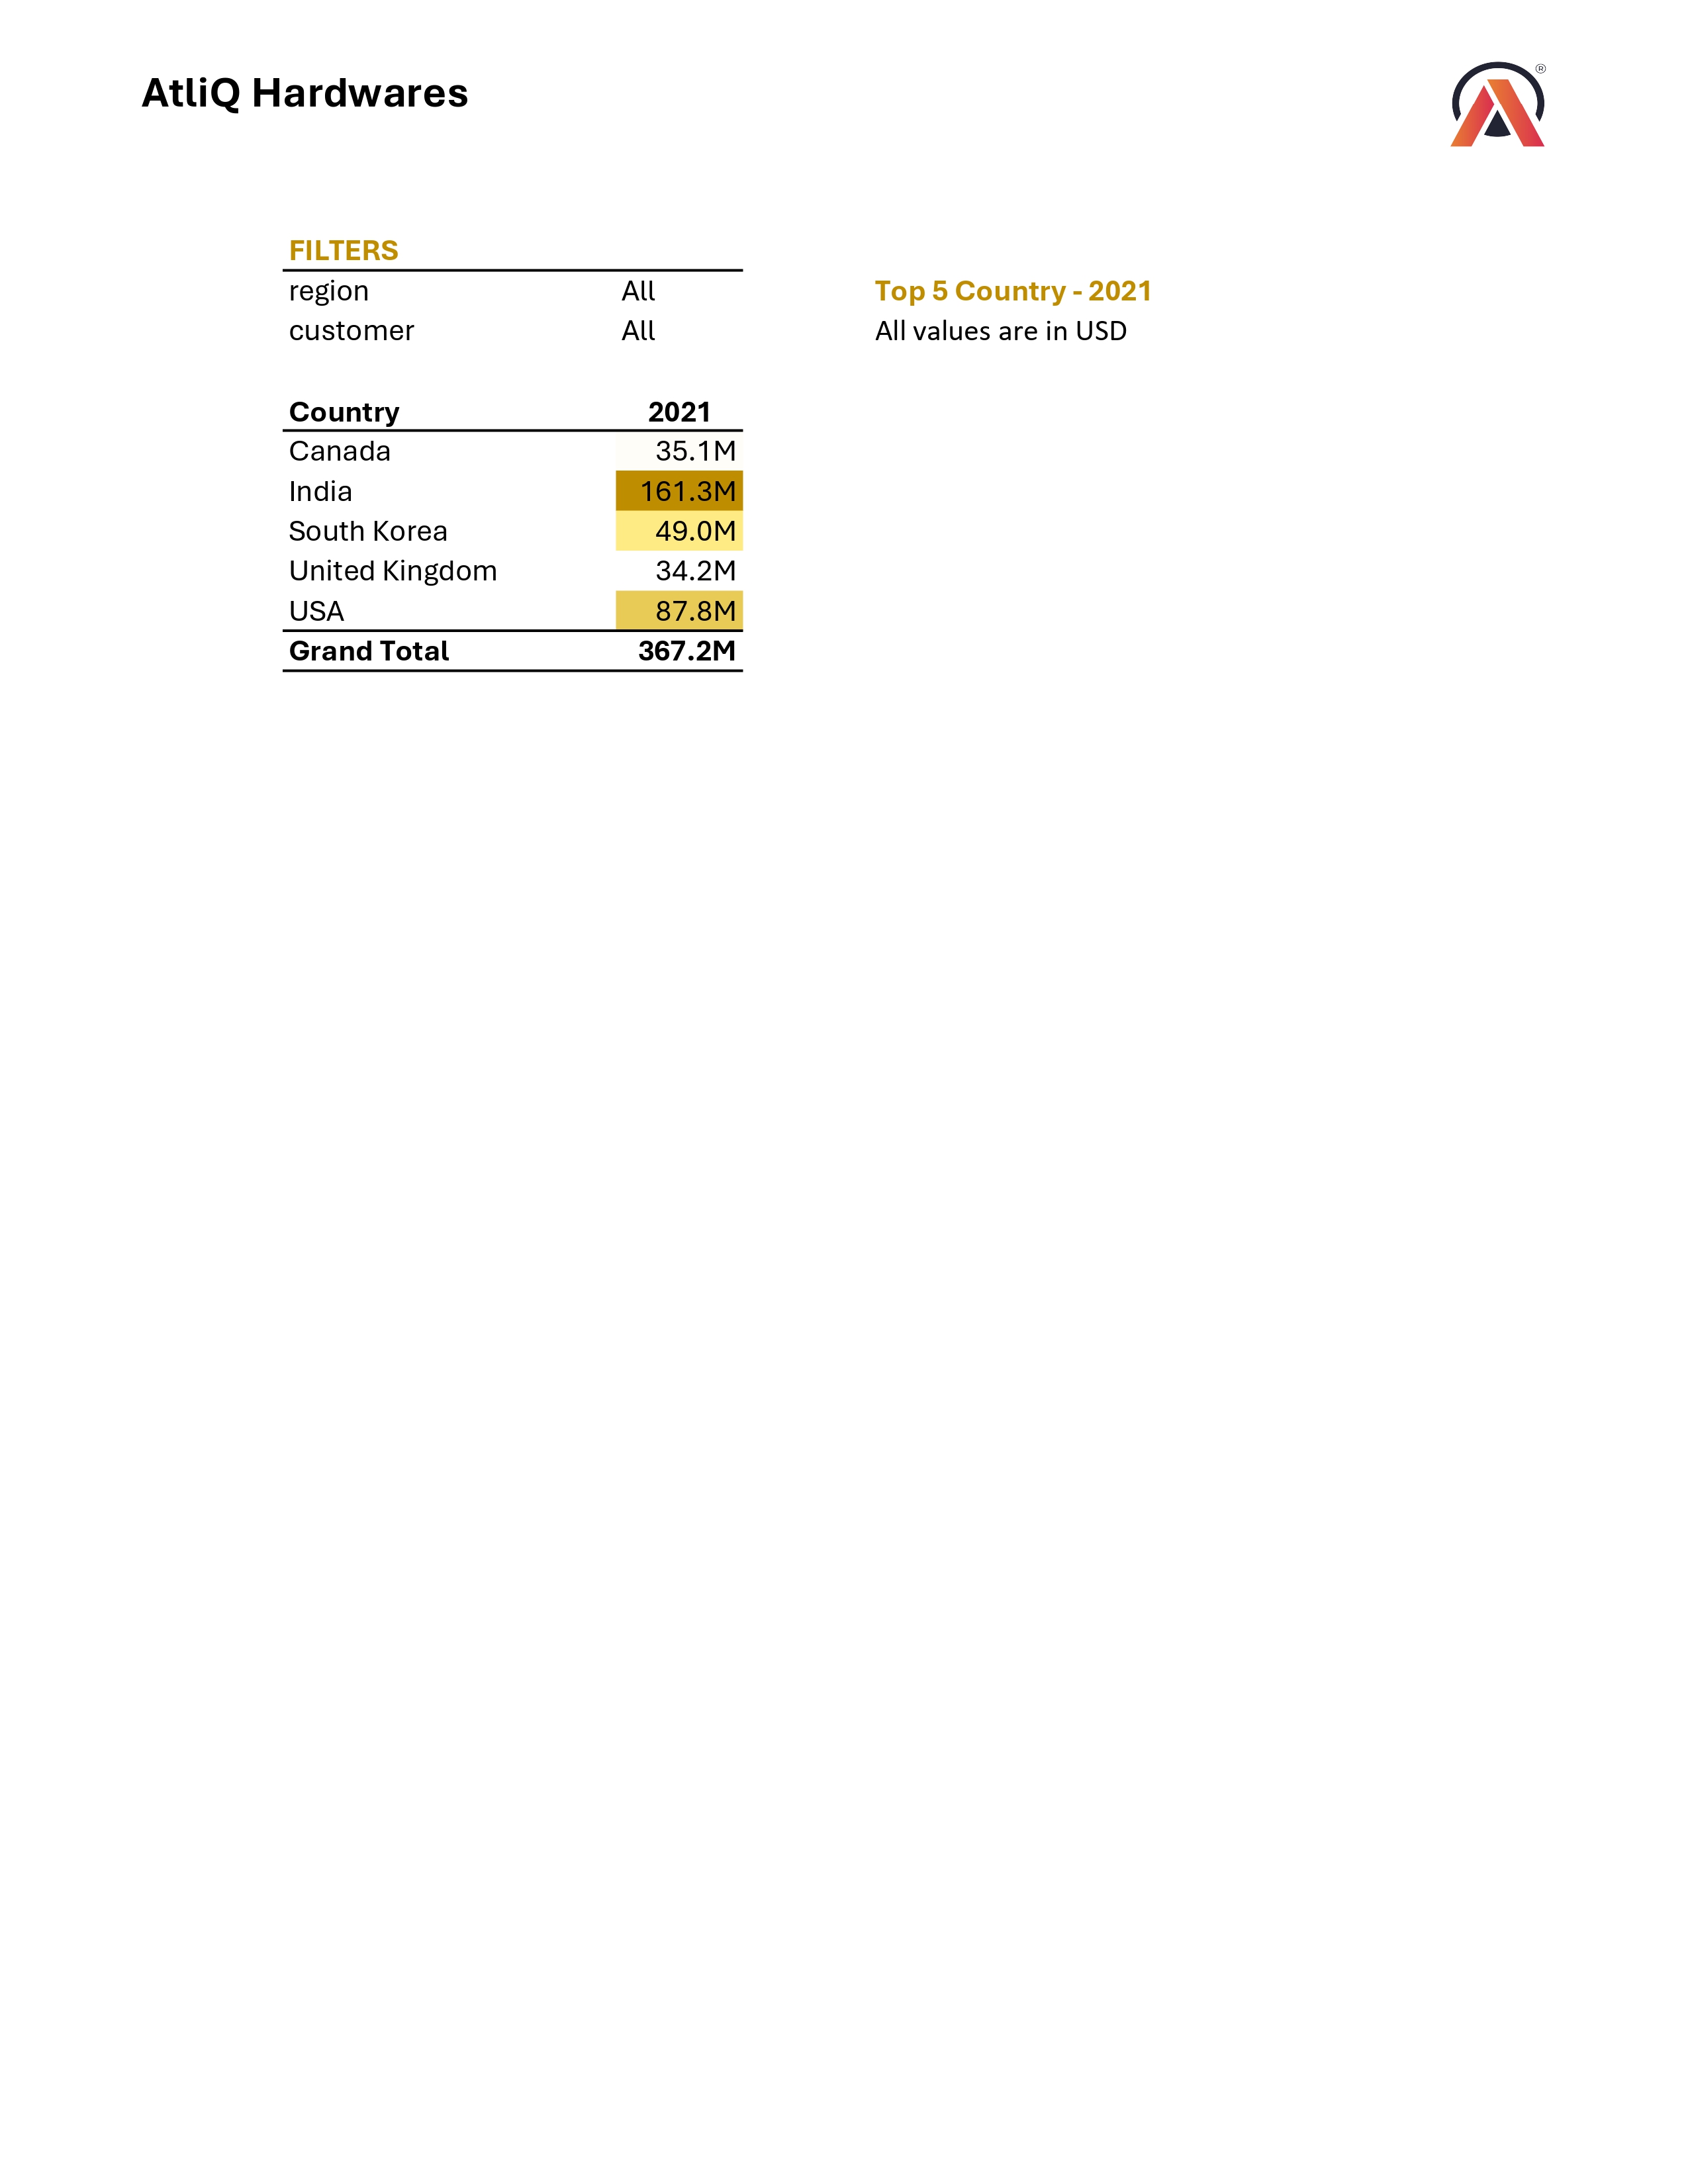 AtliQ Hardwares
®
FILTERS
region All
customer All
Top 5 Country - 2021
All values are in USD
Country 2021
Canada 35.1M
India 161.3M
South Korea 49.0M
United Kingdom 34.2M
USA 87.8M
Grand Total 367.2M